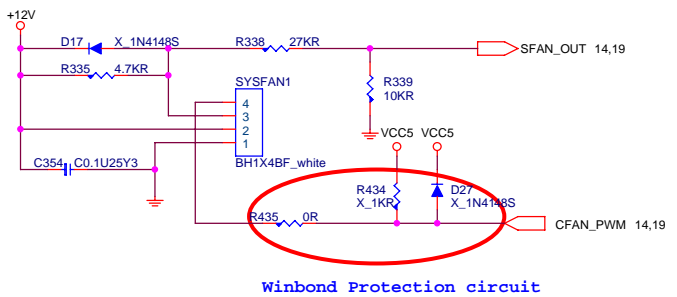 +12V
D17 X_1N4148S
R338 27KR
SFAN_OUT 14,19
R335 4.7KR
SYSFAN1
R339
10KR
4
3
2
1
VCC5 VCC5
C354 C0.1U25Y3
BH1X4BF_white
R434
X_1KR
D27
X_1N4148S
R435 0R
CFAN_PWM 14,19
Winbond Protection circuit